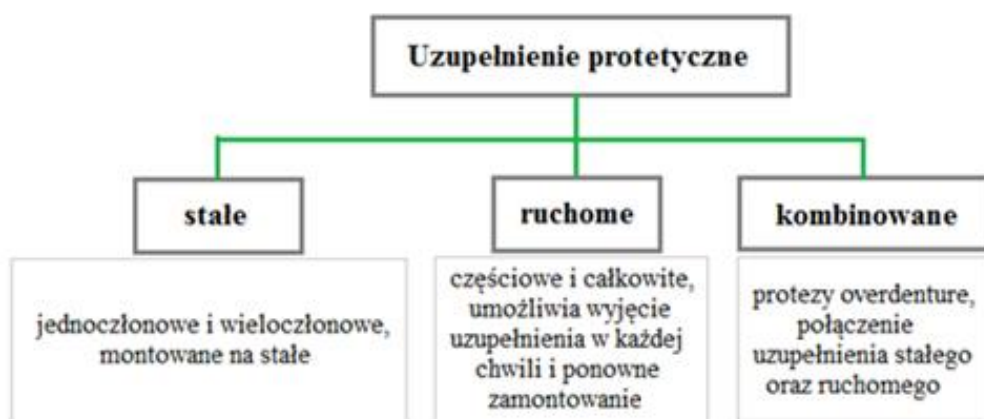 Uzupełnienie protetyczne
stałe
ruchome
kombinowane
jednoczłonowe i wieloczłonowe,
montowane na stałe
częściowe i całkowite,
umożliwia wyjęcie
uzupełnienia w każdej
chwili i ponowne
zamontowanie
protezy overdenture,
połączenie
uzupełnienia stałego
oraz ruchomego